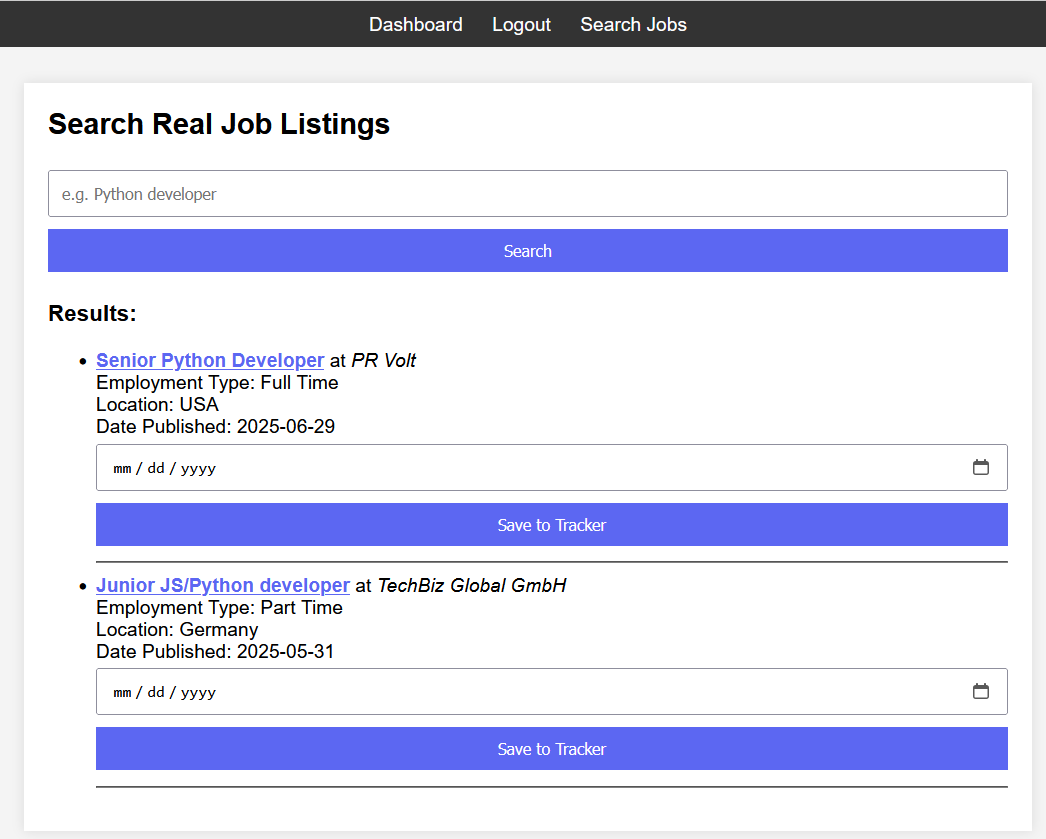 Dashboard Logout Search Jobs
Search Real Job Listings
e.g. Python developer
Search
Results:
Senior Python Developer at PR Volt
Employment Type: Full Time
Location: USA
Date Published: 2025-06-29
mm / dd / yyyy
Save to Tracker
Junior JS/Python developer at TechBiz Global GmbH
Employment Type: Part Time
Location: Germany
Date Published: 2025-05-31
mm / dd / yyyy
Save to Tracker